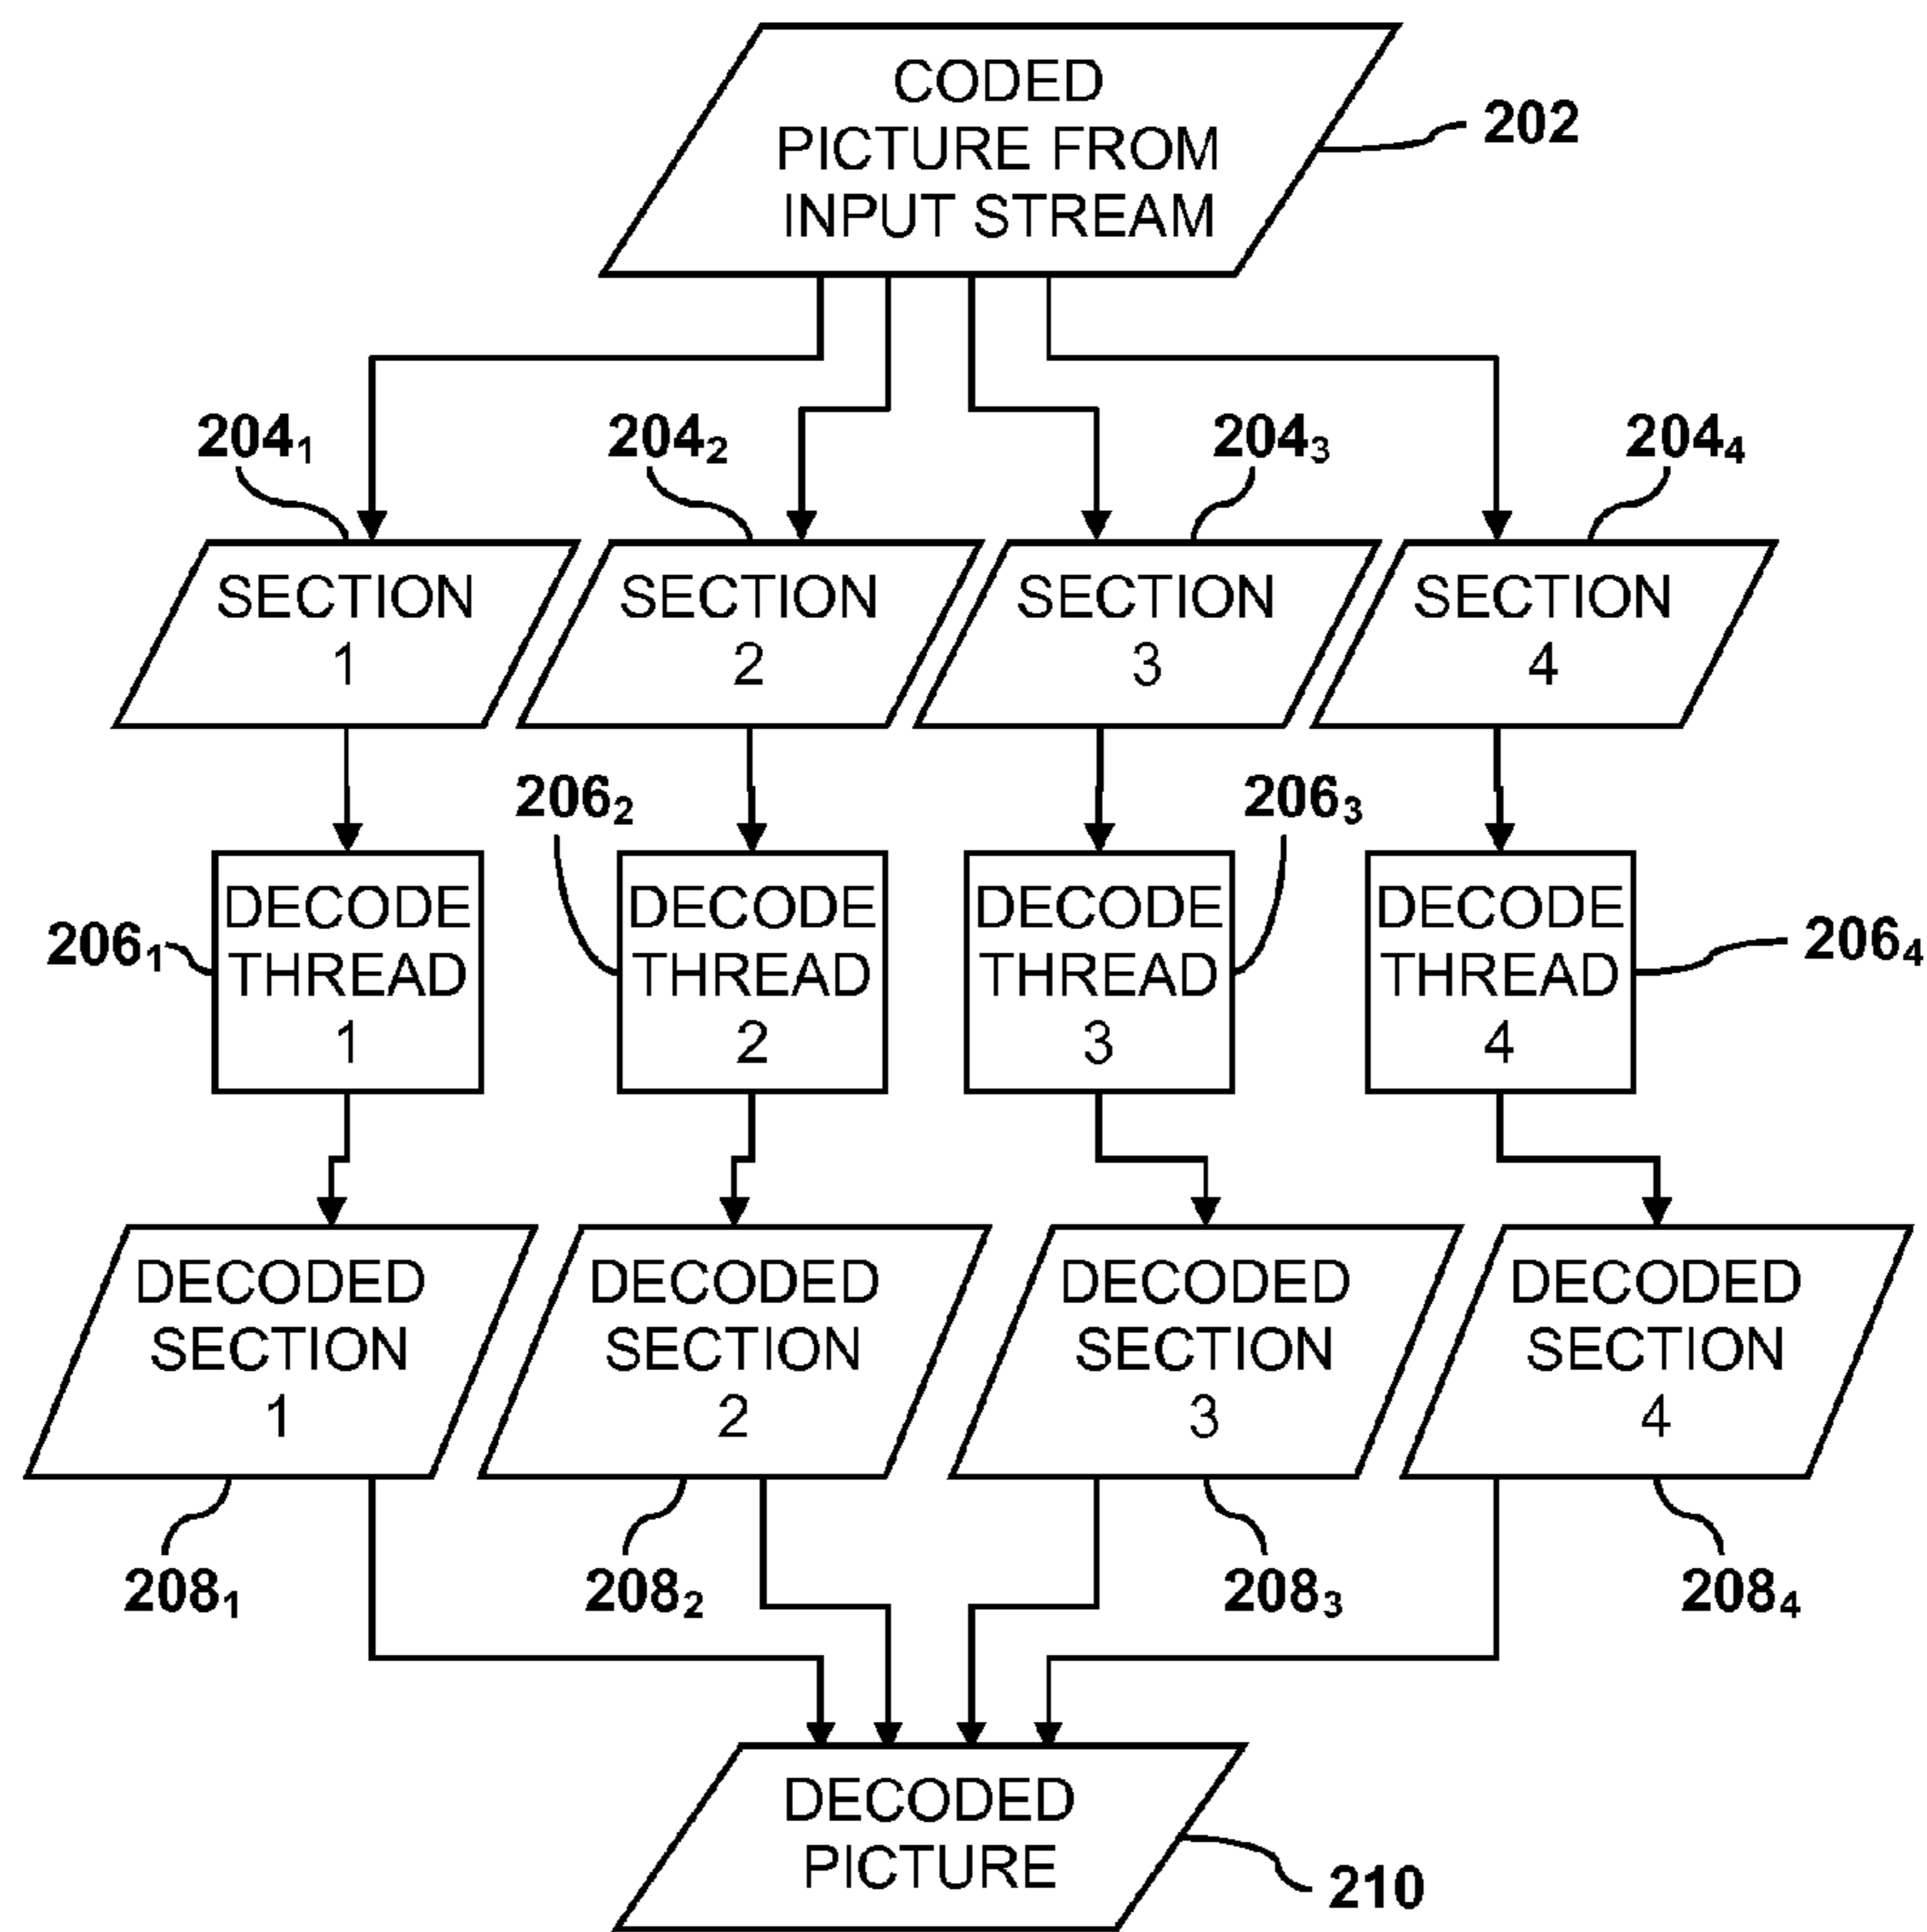 CODED
PICTURE FROM
INPUT STREAM
202
204₁
204₂
204₃
204₄
SECTION
1
SECTION
2
SECTION
3
SECTION
4
206₂
206₃
206₁
DECODE
THREAD
1
DECODE
THREAD
2
DECODE
THREAD
3
DECODE
THREAD
4
206₄
DECODED
SECTION
1
DECODED
SECTION
2
DECODED
SECTION
3
DECODED
SECTION
4
208₁
208₂
208₃
208₄
DECODED
PICTURE
210